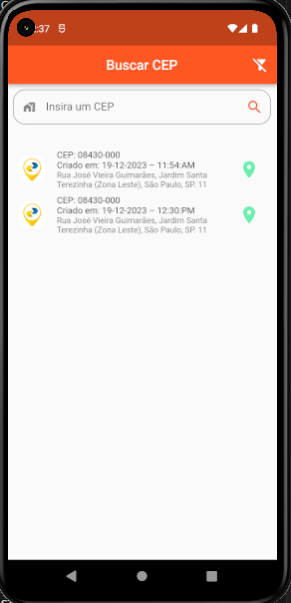 2:37
Buscar CEP
Insira um CEP
CEP: 08430-000
Criado em: 19-12-2023 – 11:54:AM
Rua José Vieira Guimarães, Jardim Santa
Terezinha (Zona Leste), São Paulo, SP. 11
CEP: 08430-000
Criado em: 19-12-2023 – 12:30:PM
Rua José Vieira Guimarães, Jardim Santa
Terezinha (Zona Leste), São Paulo, SP. 11